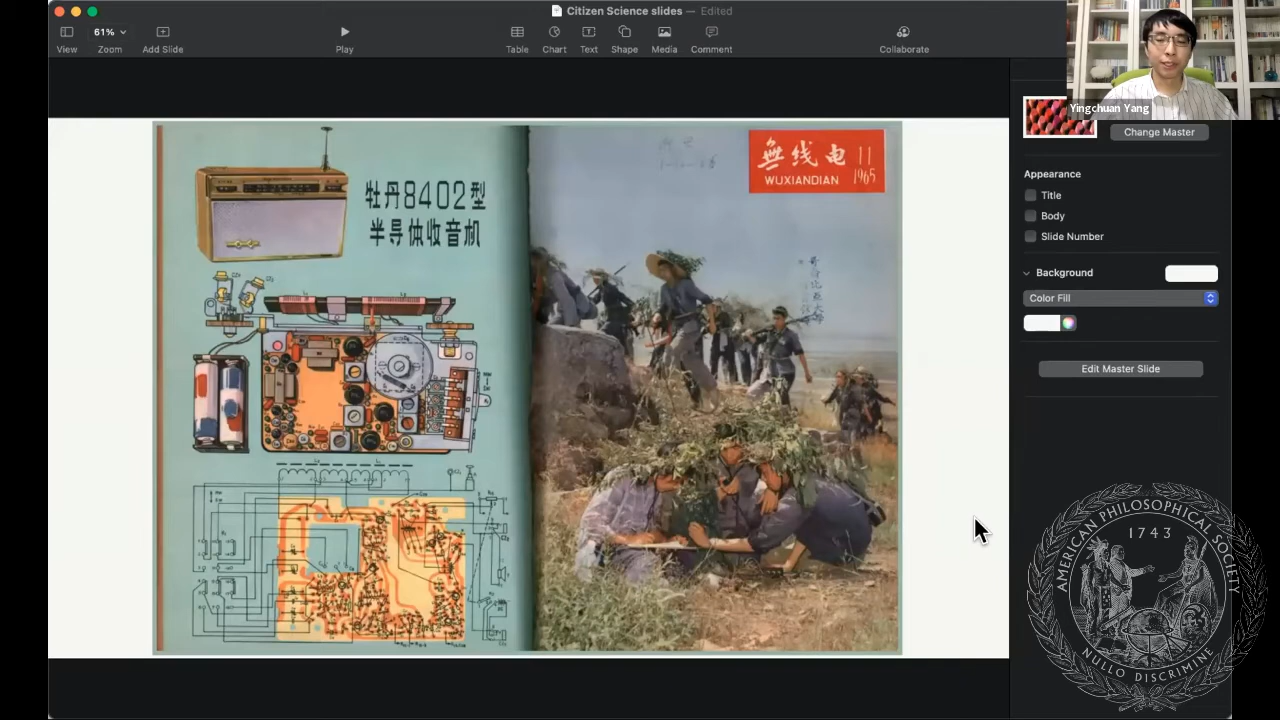 Citizen Science slides — Edited
61%
View
Zoom
Add Slide
Play
Table
Chart
Text
Shape
Media
Comment
Collaborate
Yingchuan Yang
Change Master
Appearance
Title
Body
Slide Number
Background
Color Fill
Edit Master Slide
牡丹8402型
半导体收音机
無线电
WUXIANDIAN
11
1965
AMERICAN PHILOSOPHICAL SOCIETY
1743
NULLO DISCRIMINE